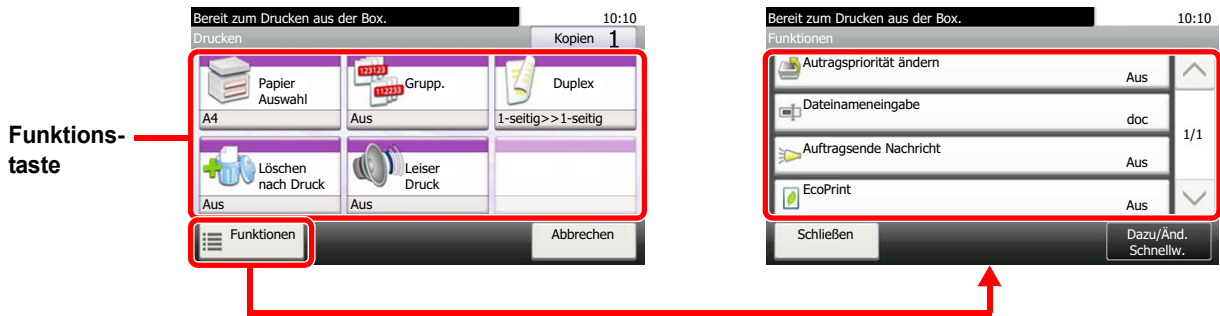 Funktions-
taste
Bereit zum Drucken aus der Box. 10:10
Drucken Kopien 1
Papier
Auswahl
A4
123123
112233
Grupp.
Aus
Duplex
1-seitig>>1-seitig
Löschen
nach Druck
Aus
Leiser
Druck
Aus
Funktionen Abbrechen
Bereit zum Drucken aus der Box. 10:10
Funktionen
Autragspriorität ändern
Aus
Dateinameneingabe
doc
1/1
Auftragsende Nachricht
Aus
EcoPrint
Aus
Schließen
Dazu/Änd.
Schnellw.